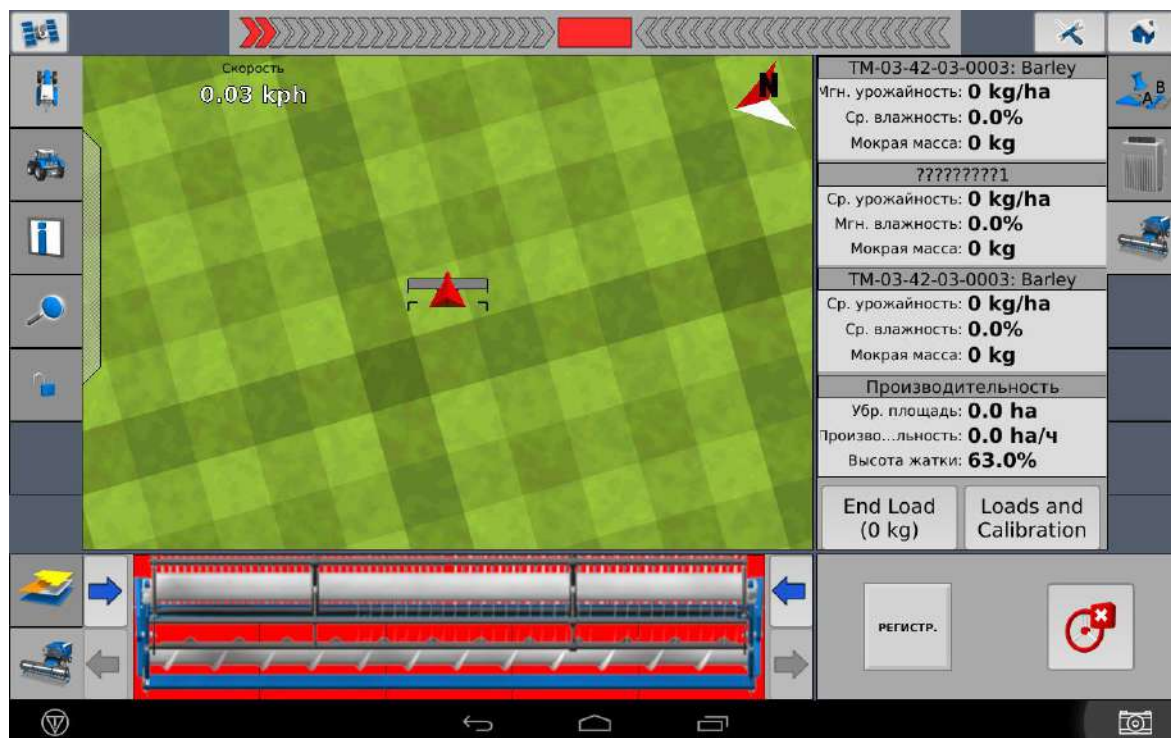 Скорость
0.03 kph
N
TM-03-42-03-0003: Barley
Мгн. урожайность: 0 kg/ha
Ср. влажность: 0.0%
Мокрая масса: 0 kg
?????????1
Ср. урожайность: 0 kg/ha
Мгн. влажность: 0.0%
Мокрая масса: 0 kg
TM-03-42-03-0003: Barley
Ср. урожайность: 0 kg/ha
Ср. влажность: 0.0%
Мокрая масса: 0 kg
Производительность
Убр. площадь: 0.0 ha
Произво...льность: 0.0 ha/ч
Высота жатки: 63.0%
End Load
(0 kg)
Loads and
Calibration
A B
РЕГИСТР.